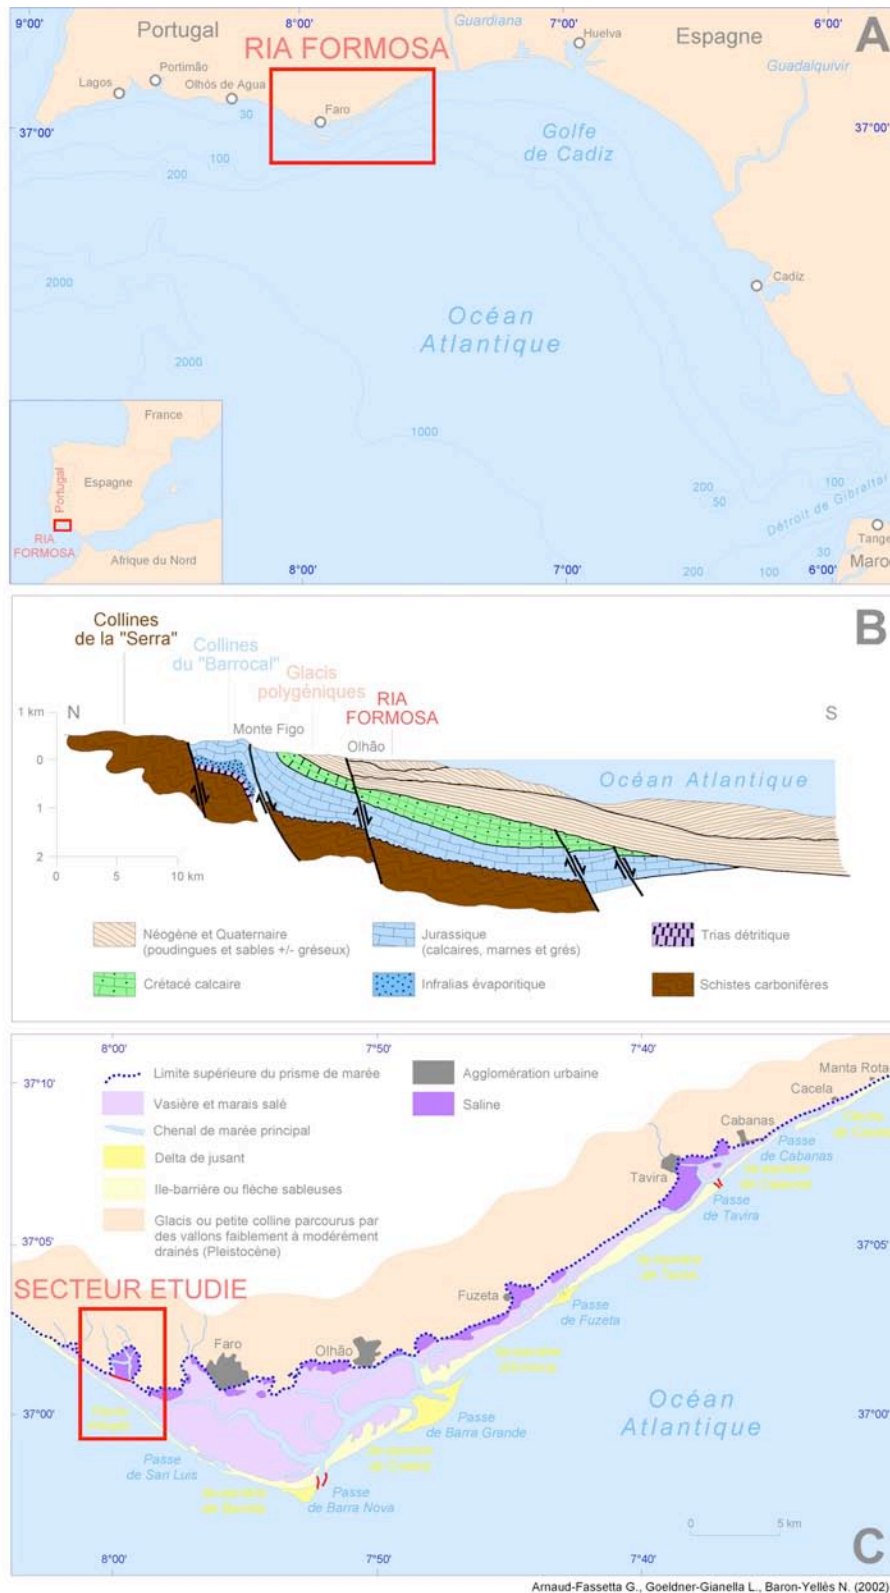 9°00'
8°00'
7°00'
6°00'
Portugal
Guardiana
Huelva
Espagne
A
RIA FORMOSA
Portimão
Lagos
Olhós de Agua
Guadalquivir
Faro
30
37°00'
37°00'
100
200
Golfe
de Cadiz
2000
Cadiz
Océan
Atlantique
2000
1000
France
Portugal
Espagne
RIA
FORMOSA
Afrique du Nord
200
50
100
Détroit de Gibraltar
Tange
30
Maro
200
100
8°00'
7°00'
6°00'
B
Collines
de la "Serra"
Collines
du "Barrocal"
Glacis
polygéniques
RIA
FORMOSA
1 km
N
Monte Figo
Olhão
S
0
Océan Atlantique
1
2
0
5
10 km
Néogène et Quaternaire
(poudingues et sables +/- gréseux)
Jurassique
(calcaires, marnes et grés)
Trias détritique
Crétacé calcaire
Infralias évaporitique
Schistes carbonifères
8°00'
7°50'
7°40'
37°10'
Limite supérieure du prisme de marée
Agglomération urbaine
Vasière et marais salé
Saline
Chenal de marée principal
Delta de jusant
Ile-barrière ou flèche sableuses
Glacis ou petite colline parcourus par
des vallons faiblement à modérément
drainés (Pleistocène)
Manta Rota
Cacela
Cabanas
Passe
de Cabanas
Tavira
Passe
de Tavira
37°05'
37°05'
SECTEUR ETUDIE
Fuzeta
Passe
de Fuzeta
Faro
Olhão
37°00'
37°00'
Océan
Atlantique
Passe
de Barra Grande
Passe
de San Luis
Passe
de Barra Nova
0
5 km
C
8°00'
7°50'
7°40'
Arnaud-Fassetta G., Goeldner-Gianella L., Baron-Yellès N. (2002)